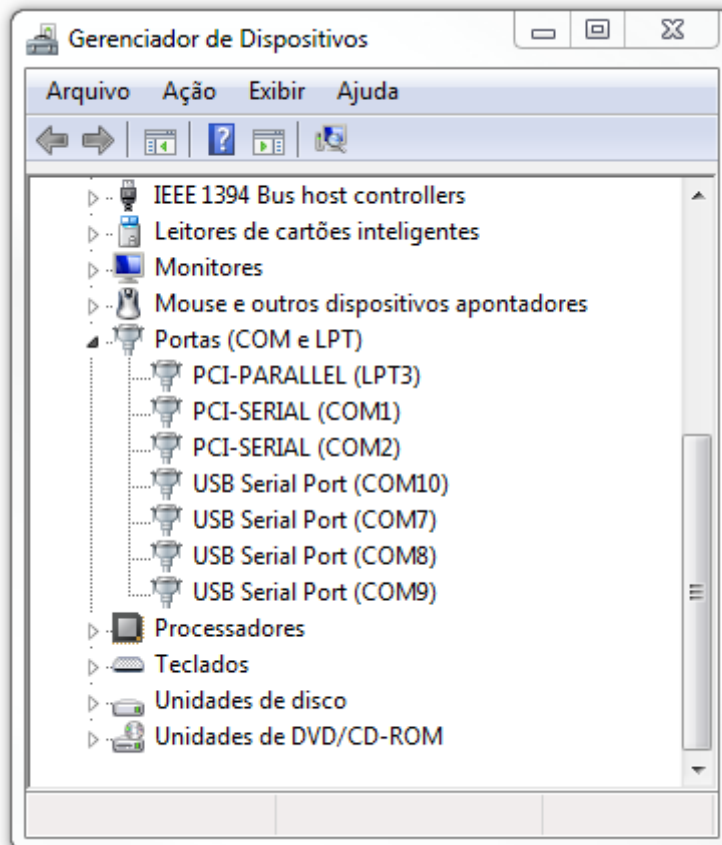 Gerenciador de Dispositivos
Arquivo Ação Exibir Ajuda
IEEE 1394 Bus host controllers
Leitores de cartões inteligentes
Monitores
Mouse e outros dispositivos apontadores
Portas (COM e LPT)
PCI-PARALLEL (LPT3)
PCI-SERIAL (COM1)
PCI-SERIAL (COM2)
USB Serial Port (COM10)
USB Serial Port (COM7)
USB Serial Port (COM8)
USB Serial Port (COM9)
Processadores
Teclados
Unidades de disco
Unidades de DVD/CD-ROM